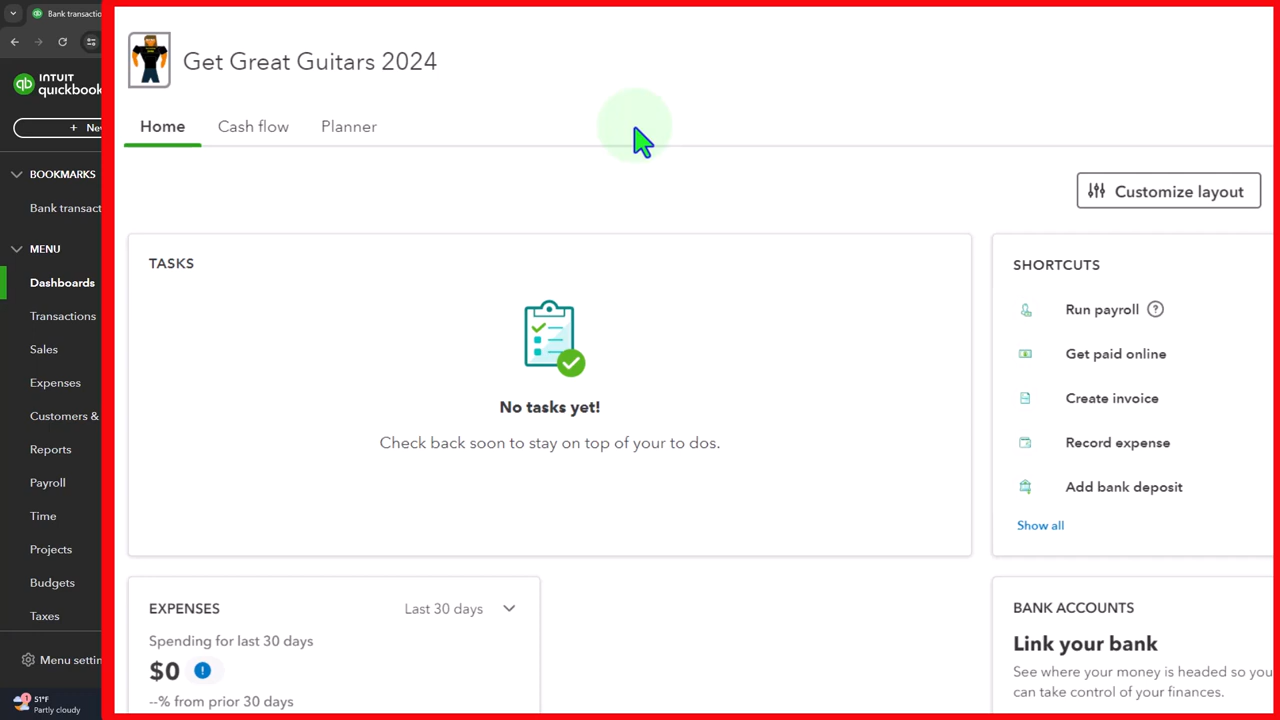 Bank transactio
INTUIT
quickbook
+ Nev
BOOKMARKS
Bank transact
MENU
Dashboards
Transactions
Sales
Expenses
Customers &
Reports
Payroll
Time
Projects
Budgets
Taxes
Menu settin
1
51°F
Partly cloudy
Get Great Guitars 2024
Home Cash flow Planner
Customize layout
TASKS
No tasks yet!
Check back soon to stay on top of your to dos.
SHORTCUTS
Run payroll ?
Get paid online
Create invoice
Record expense
Add bank deposit
Show all
EXPENSES Last 30 days
Spending for last 30 days
$0 !
--% from prior 30 days
BANK ACCOUNTS
Link your bank
See where your money is headed so you
can take control of your finances.